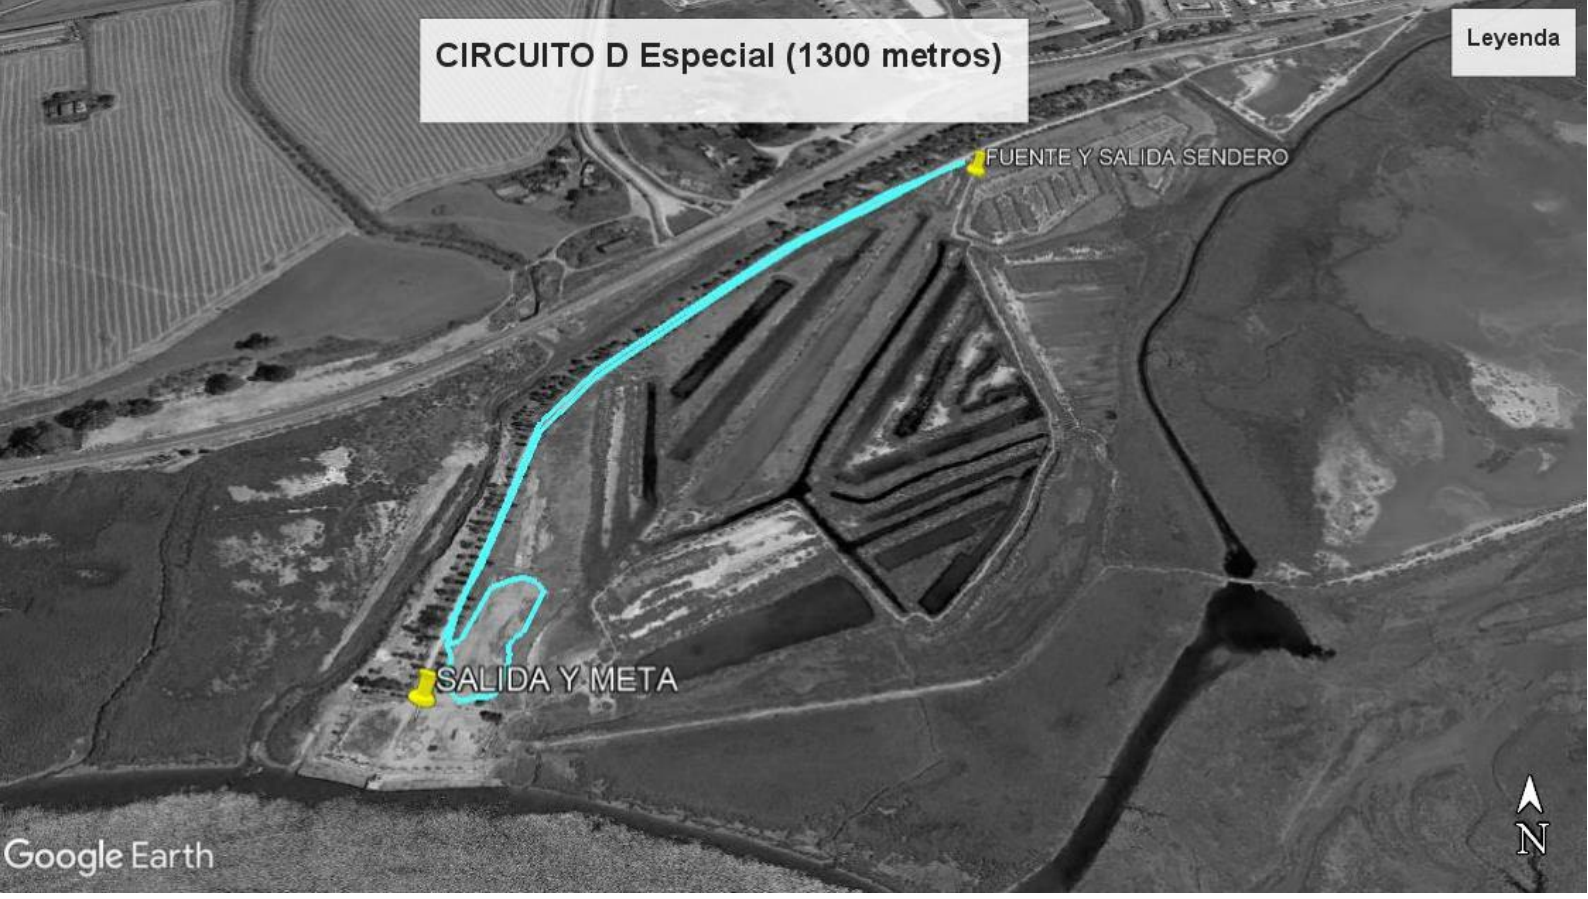 CIRCUITO D Especial (1300 metros)
Leyenda
FUENTE Y SALIDA SENDERO
SALIDA Y META
Google Earth
N